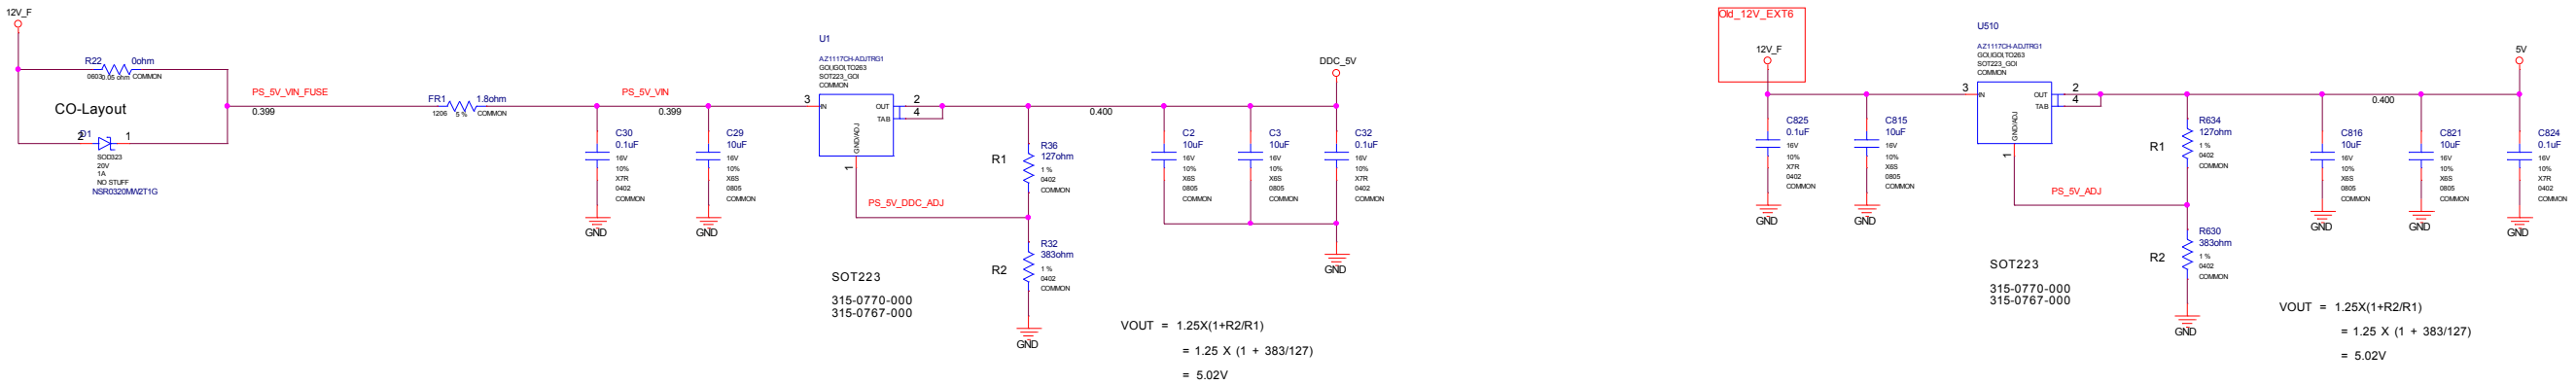 12V_F
R22
0ohm
0603
0.05 ohm
COMMON
CO-Layout
D1
2
1
SOD323
20V
1A
NO STUFF
NSR0320MW2T1G
PS_5V_VIN_FUSE
0.399
FR1
1.8ohm
1206
5 %
COMMON
PS_5V_VIN
0.399
C30
0.1uF
16V
10%
X7R
0402
COMMON
GND
C29
10uF
16V
10%
X6S
0805
COMMON
GND
U1
AZ1117CH-ADJTRG1
GOI,IGOI,TO263
SOT223_GOI
COMMON
3
IN
OUT
TAB
GND/ADJ
2
4
1
PS_5V_DDC_ADJ
R1
R36
127ohm
1 %
0402
COMMON
R2
R32
383ohm
1 %
0402
COMMON
GND
0.400
C2
10uF
16V
10%
X6S
0805
COMMON
C3
10uF
16V
10%
X6S
0805
COMMON
DDC_5V
C32
0.1uF
16V
10%
X7R
0402
COMMON
GND
SOT223
315-0770-000
315-0767-000
VOUT = 1.25X(1+R2/R1)
= 1.25 X (1 + 383/127)
= 5.02V
Old_12V_EXT6
12V_F
C825
0.1uF
16V
10%
X7R
0402
COMMON
GND
C815
10uF
16V
10%
X6S
0805
COMMON
GND
U510
AZ1117CH-ADJTRG1
GOI,IGOI,TO263
SOT223_GOI
COMMON
3
IN
OUT
TAB
GND/ADJ
2
4
1
PS_5V_ADJ
R1
R634
127ohm
1 %
0402
COMMON
R2
R630
383ohm
1 %
0402
COMMON
GND
0.400
C816
10uF
16V
10%
X6S
0805
COMMON
GND
C821
10uF
16V
10%
X6S
0805
COMMON
GND
5V
C824
0.1uF
16V
10%
X7R
0402
COMMON
GND
SOT223
315-0770-000
315-0767-000
VOUT = 1.25X(1+R2/R1)
= 1.25 X (1 + 383/127)
= 5.02V